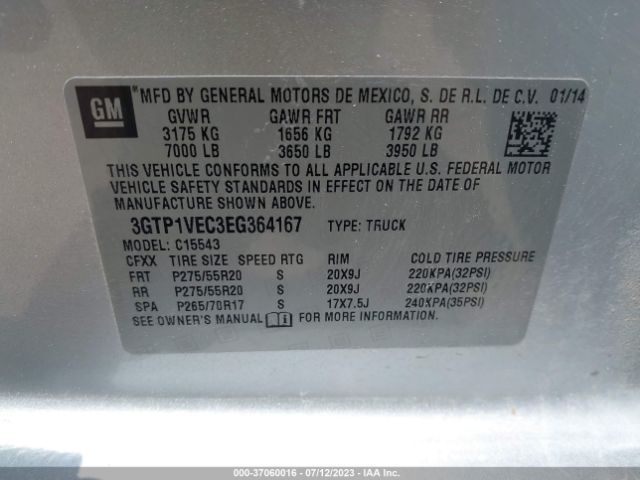 GM MFD BY GENERAL MOTORS DE MEXICO, S. DE R.L. DE C.V. 01/14
GVWR GAWR FRT GAWR RR
3175 KG 1656 KG 1792 KG
7000 LB 3650 LB 3950 LB
THIS VEHICLE CONFORMS TO ALL APPLICABLE U.S. FEDERAL MOTOR
VEHICLE SAFETY STANDARDS IN EFFECT ON THE DATE OF
MANUFACTURE SHOWN ABOVE.
3GTP1VEC3EG364167 TYPE: TRUCK
MODEL: C15543
CFXX TIRE SIZE SPEED RTG RIM COLD TIRE PRESSURE
FRT P275/55R20 S 20X9J 220KPA(32PSI)
RR P275/55R20 S 20X9J 220KPA(32PSI)
SPA P265/70R17 S 17X7.5J 240KPA(35PSI)
SEE OWNER'S MANUAL FOR MORE INFORMATION.
000-37060016 - 07/12/2023 - IAAI.COM